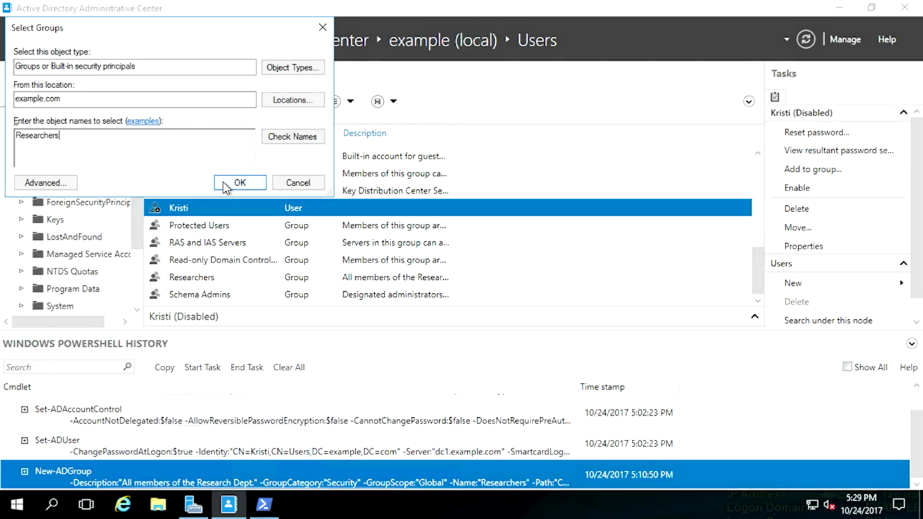 Active Directory Administrative Center
Select Groups
Select this object type:
Groups or Built-in security principals
Object Types...
From this location:
example.com
Locations...
Enter the object names to select (examples):
Researchers
Check Names
Advanced...
OK
Cancel
enter
example (local)
Users
Manage
Help
Description
Built-in account for guest...
Members of this group ca...
Key Distribution Center Se...
Kristi
User
Protected Users
Group
Members of this group ar...
RAS and IAS Servers
Group
Servers in this group can a...
Read-only Domain Control...
Group
Members of this group ar...
Researchers
Group
All members of the Resear...
Schema Admins
Group
Designated administrators...
ForeignSecurityPrincip
Keys
LostAndFound
Managed Service Acco
NTDS Quotas
Program Data
System
Kristi (Disabled)
Tasks
Kristi (Disabled)
Reset password...
View resultant password se...
Add to group...
Enable
Delete
Move...
Properties
Users
New
Delete
Search under this node
WINDOWS POWERSHELL HISTORY
Search
Copy
Start Task
End Task
Clear All
Show All
Help
Cmdlet
Time stamp
Set-ADAccountControl
10/24/2017 5:02:23 PM
-AccountNotDelegated:$false -AllowReversiblePasswordEncryption:$false -CannotChangePassword:$false -DoesNotRequirePreAut...
Set-ADUser
10/24/2017 5:02:23 PM
-ChangePasswordAtLogon:$true -Identity:"CN=Kristi,CN=Users,DC=example,DC=com" -Server:"dc1.example.com" -SmartcardLogon...
New-ADGroup
10/24/2017 5:10:50 PM
-Description:"All members of the Research Dept." -GroupCategory:"Security" -GroupScope:"Global" -Name:"Researchers" -Path:"C...
IP Address
Logon Domain
5:29 PM
10/24/2017